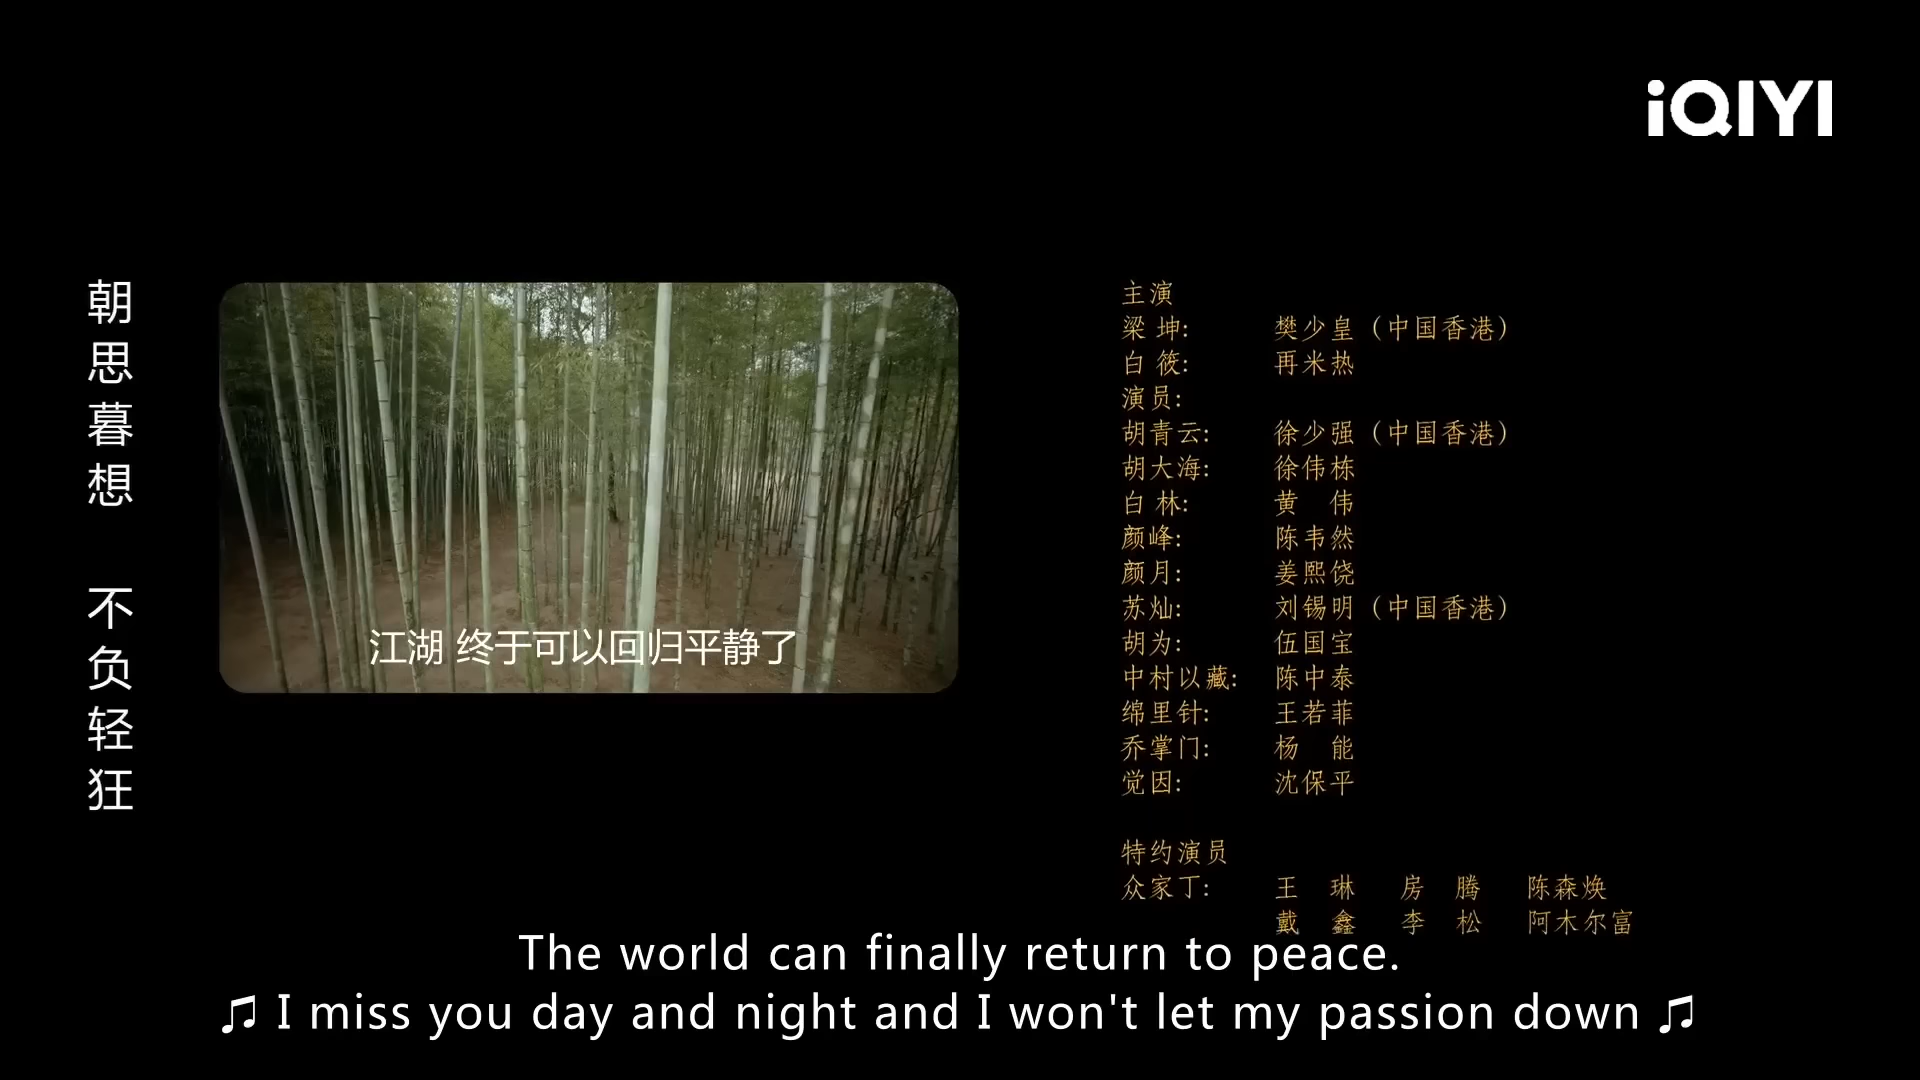 iQIYI
朝思暮想 不负轻狂
江湖 终于可以回归平静了
主演
梁 坤: 樊少皇（中国香港）
白 筱: 再米热
演员:
胡青云: 徐少强（中国香港）
胡大海: 徐伟栋
白 林: 黄 伟
颜峰: 陈韦然
颜月: 姜熙侥
苏灿: 刘锡明（中国香港）
胡为: 伍国宝
中村以藏: 陈中泰
绵里针: 王若菲
乔掌门: 杨 能
觉因: 沈保平
特约演员
众家丁: 王 琳 房 腾 陈森焕
戴 鑫 李 松 阿木尔富
The world can finally return to peace.
♫ I miss you day and night and I won't let my passion down ♫